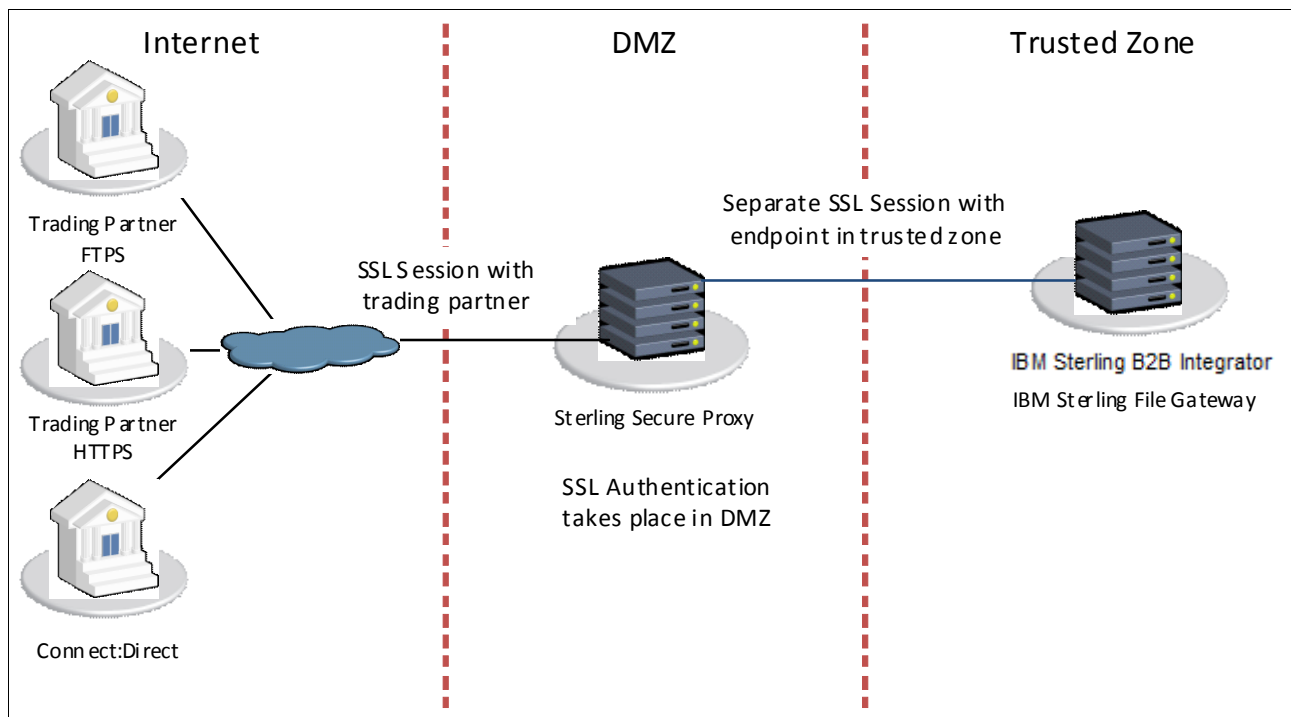 Internet
DMZ
Trusted Zone
Trading Partner
FTPS
Trading Partner
HTTPS
Connect:Direct
SSL Session with
trading partner
Sterling Secure Proxy
SSL Authentication
takes place in DMZ
Separate SSL Session with
endpoint in trusted zone
IBM Sterling B2B Integrator
IBM Sterling File Gateway